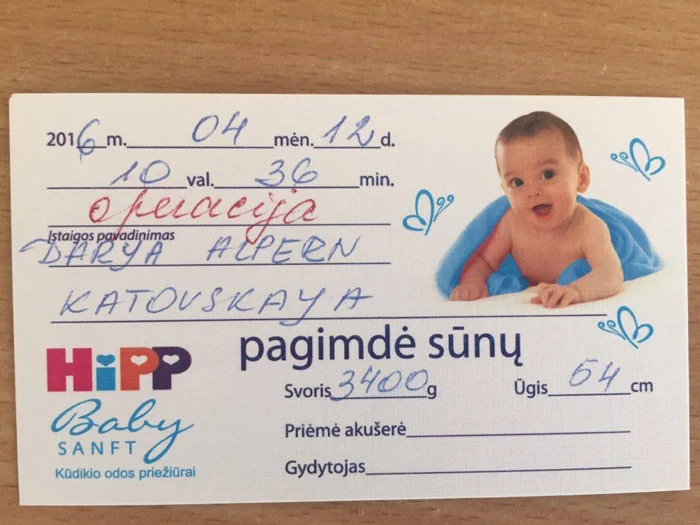 2016 m. 04 mėn. 12 d.
10 val. 36 min.
operacija
Įstaigos pavadinimas
DARYA ALPERN
KATOVSKAYA
pagimdė sūnų
HiPP
Baby
SANFT
Kūdikio odos priežiūrai
Svoris 3400 g Ūgis 54 cm
Priėmė akušerė
Gydytojas